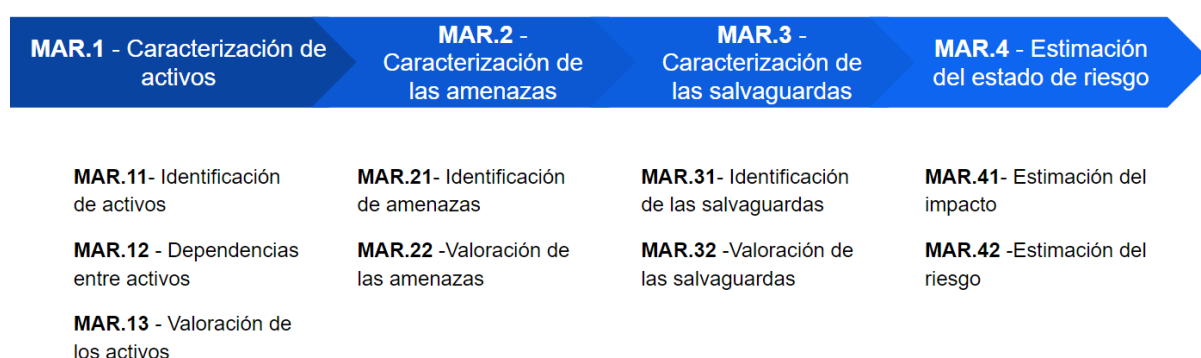 MAR.1 - Caracterización de
activos
MAR.2 -
Caracterización de
las amenazas
MAR.3 -
Caracterización de
las salvaguardas
MAR.4 - Estimación
del estado de riesgo
MAR.11- Identificación
de activos
MAR.12 - Dependencias
entre activos
MAR.13 - Valoración de
los activos
MAR.21- Identificación
de amenazas
MAR.22 -Valoración de
las amenazas
MAR.31- Identificación
de las salvaguardas
MAR.32 -Valoración de
las salvaguardas
MAR.41- Estimación del
impacto
MAR.42 -Estimación del
riesgo